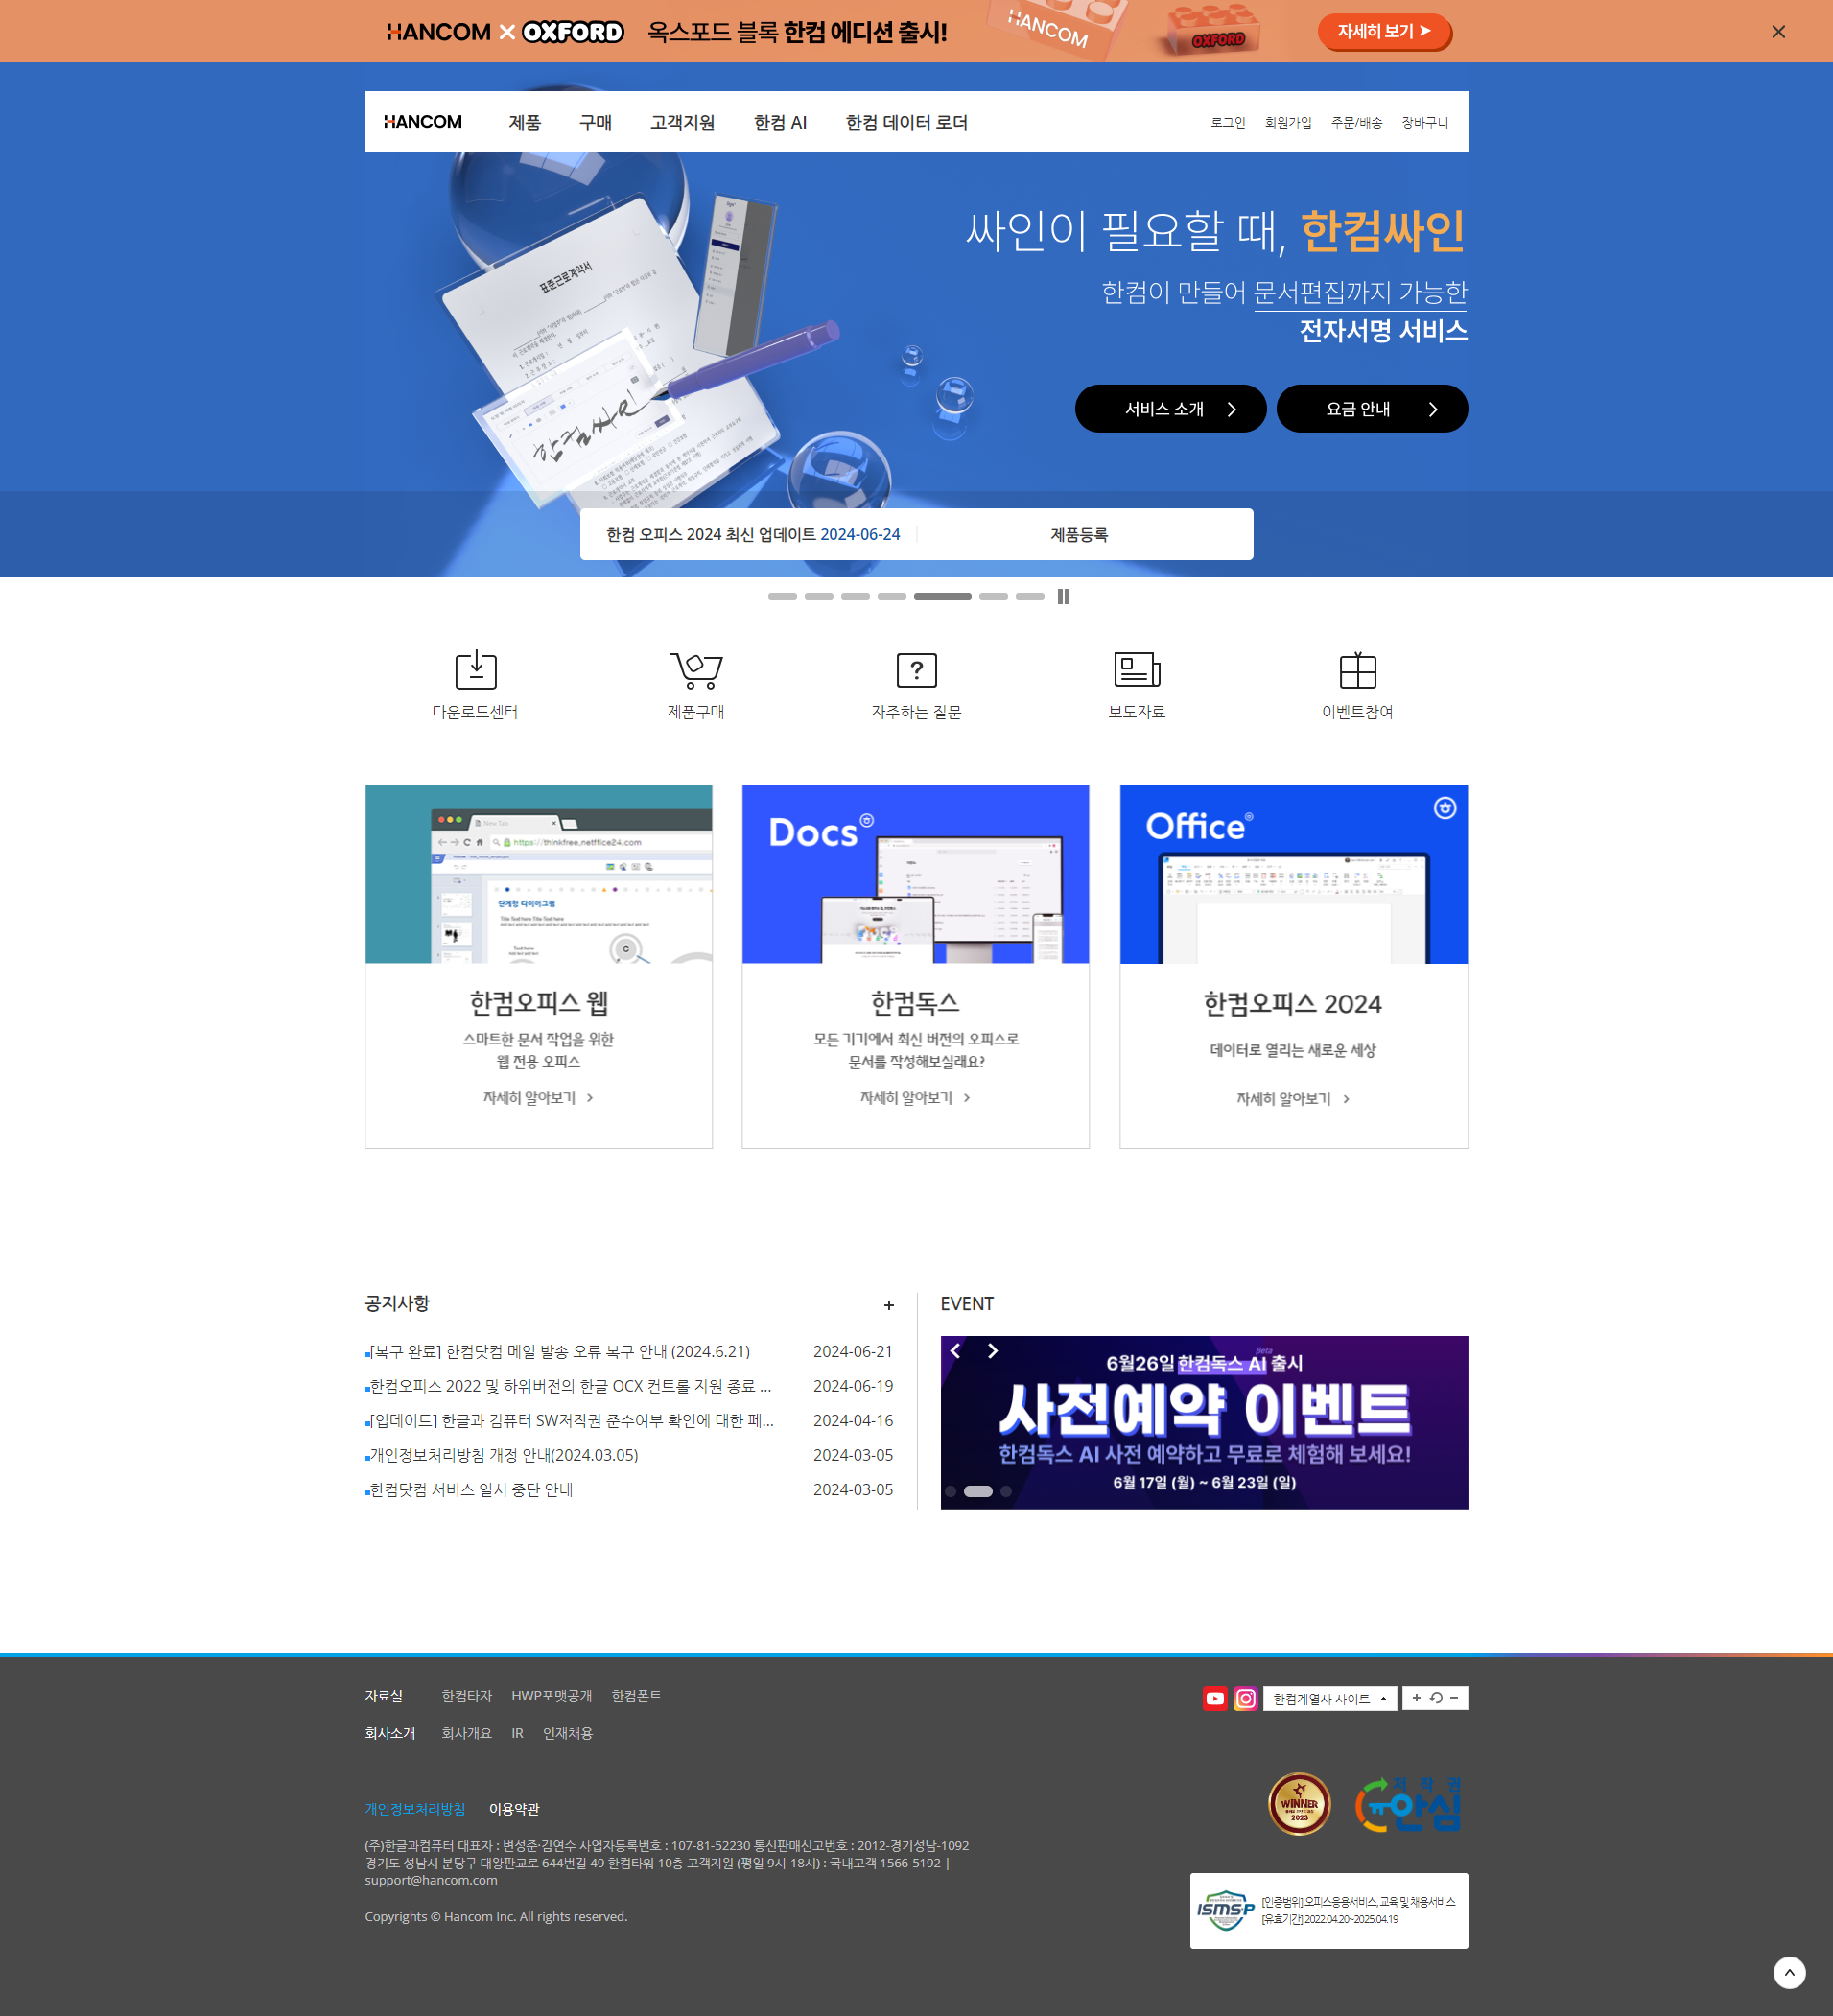 HANCOM × OXFORD 옥스포드 블록 한컴 에디션 출시! HANCOM OXFORD 자세히 보기
HANCOM 제품 구매 고객지원 한컴 AI 한컴 데이터 로더 로그인 회원가입 주문/배송 장바구니
싸인이 필요할 때, 한컴싸인
한컴이 만들어 문서편집까지 가능한
전자서명 서비스
표준근로계약서
한컴싸인
서비스 소개 요금 안내
한컴 오피스 2024 최신 업데이트 2024-06-24 제품등록
다운로드센터 제품구매 자주하는 질문 보도자료 이벤트참여
New Tab
https://thinkfree.netffice24.com
단계형 다이어그램
Title Text here Title Text here
Text here
C
한컴오피스 웹
스마트한 문서 작업을 위한
웹 전용 오피스
자세히 알아보기
Docs
한컴독스
모든 기기에서 최신 버전의 오피스로
문서를 작성해보실래요?
자세히 알아보기
Office
한컴오피스 2024
데이터로 열리는 새로운 세상
자세히 알아보기
공지사항 +
[복구 완료] 한컴닷컴 메일 발송 오류 복구 안내 (2024.6.21) 2024-06-21
한컴오피스 2022 및 하위버전의 한글 OCX 컨트롤 지원 종료 ... 2024-06-19
[업데이트] 한글과 컴퓨터 SW저작권 준수여부 확인에 대한 페... 2024-04-16
개인정보처리방침 개정 안내(2024.03.05) 2024-03-05
한컴닷컴 서비스 일시 중단 안내 2024-03-05
EVENT
Beta
6월26일 한컴독스 AI 출시
사전예약 이벤트
한컴독스 AI 사전 예약하고 무료로 체험해 보세요!
6월 17일 (월) ~ 6월 23일 (일)
자료실 한컴타자 HWP포맷공개 한컴폰트
회사소개 회사개요 IR 인재채용
한컴계열사 사이트
개인정보처리방침 이용약관
WINNER
2023
저작권
안심
(주)한글과컴퓨터 대표자 : 변성준·김연수 사업자등록번호 : 107-81-52230 통신판매신고번호 : 2012-경기성남-1092
경기도 성남시 분당구 대왕판교로 644번길 49 한컴타워 10층 고객지원 (평일 9시-18시) : 국내고객 1566-5192 |
support@hancom.com
Copyrights © Hancom Inc. All rights reserved.
ISMS-P
[인증범위] 오피스응용서비스, 교육 및 채용서비스
[유효기간] 2022.04.20~2025.04.19